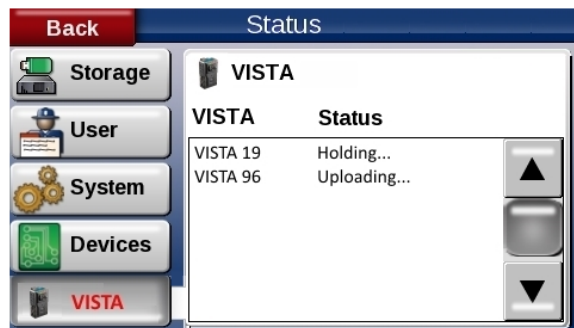 Back
Status
Storage
User
System
Devices
VISTA
VISTA
VISTA Status
VISTA 19 Holding...
VISTA 96 Uploading...